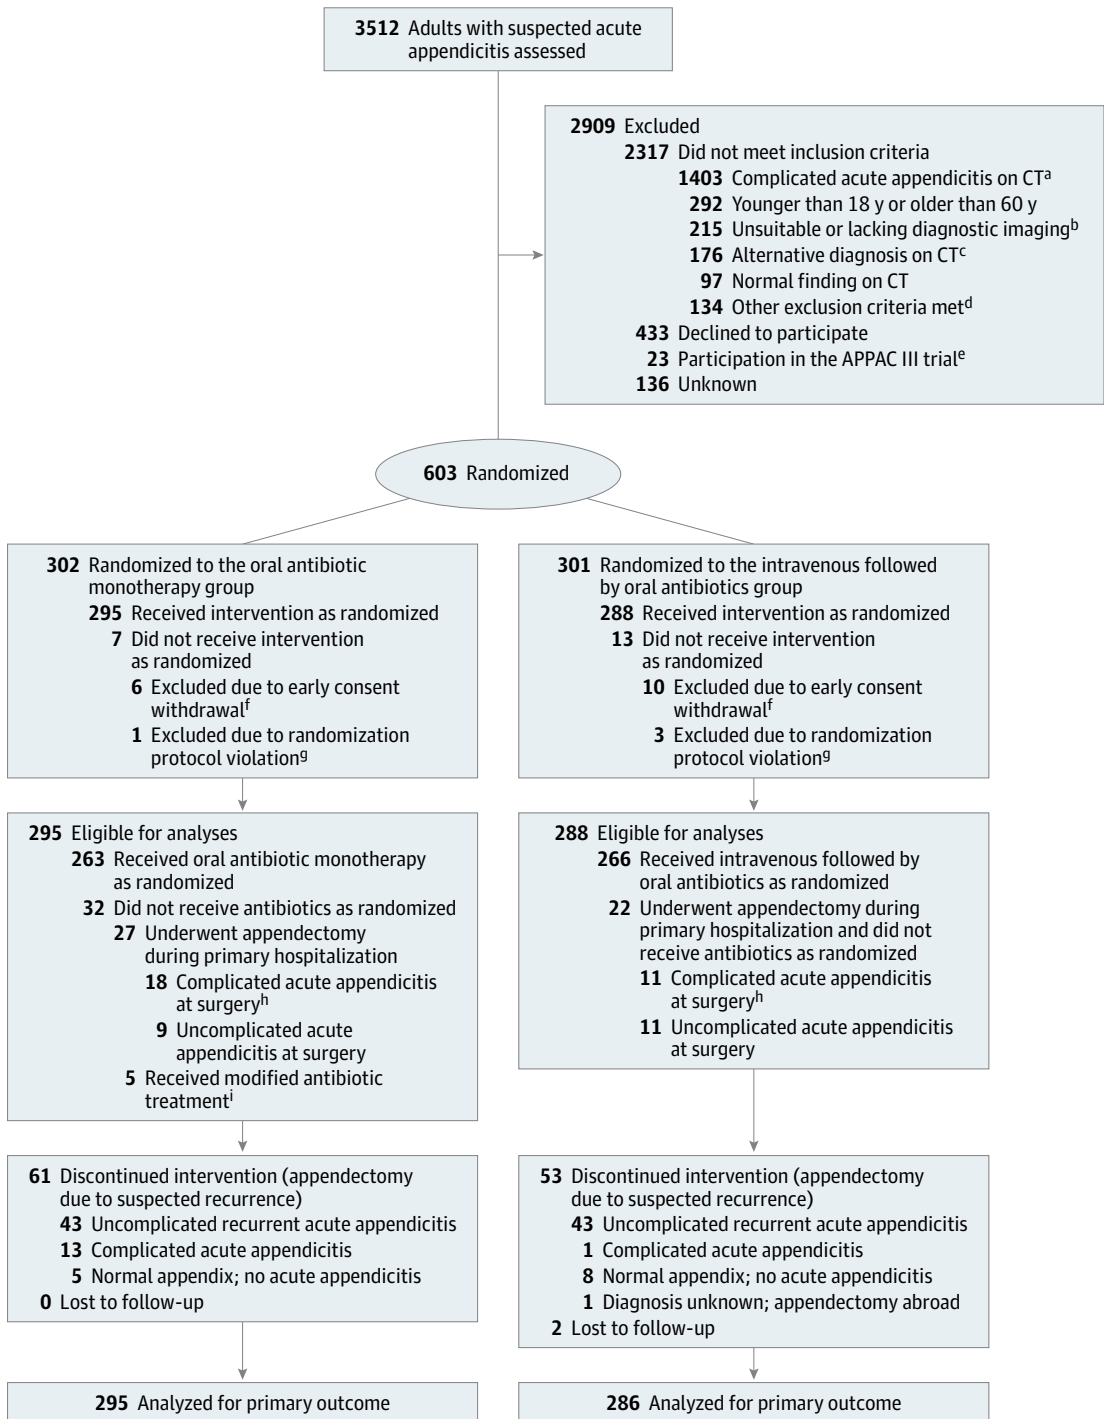 3512 Adults with suspected acute
appendicitis assessed
2909 Excluded
2317 Did not meet inclusion criteria
1403 Complicated acute appendicitis on CTa
292 Younger than 18 y or older than 60 y
215 Unsuitable or lacking diagnostic imagingb
176 Alternative diagnosis on CTc
97 Normal finding on CT
134 Other exclusion criteria metd
433 Declined to participate
23 Participation in the APPAC III triale
136 Unknown
603 Randomized
302 Randomized to the oral antibiotic
monotherapy group
295 Received intervention as randomized
7 Did not receive intervention
as randomized
6 Excluded due to early consent
withdrawalf
1 Excluded due to randomization
protocol violationg
301 Randomized to the intravenous followed
by oral antibiotics group
288 Received intervention as randomized
13 Did not receive intervention
as randomized
10 Excluded due to early consent
withdrawalf
3 Excluded due to randomization
protocol violationg
295 Eligible for analyses
263 Received oral antibiotic monotherapy
as randomized
32 Did not receive antibiotics as randomized
27 Underwent appendectomy
during primary hospitalization
18 Complicated acute appendicitis
at surgeryh
9 Uncomplicated acute
appendicitis at surgery
5 Received modified antibiotic
treatmenti
288 Eligible for analyses
266 Received intravenous followed by
oral antibiotics as randomized
22 Underwent appendectomy during
primary hospitalization and did not
receive antibiotics as randomized
11 Complicated acute appendicitis
at surgeryh
11 Uncomplicated acute appendicitis
at surgery
61 Discontinued intervention (appendectomy
due to suspected recurrence)
43 Uncomplicated recurrent acute appendicitis
13 Complicated acute appendicitis
5 Normal appendix; no acute appendicitis
0 Lost to follow-up
53 Discontinued intervention (appendectomy
due to suspected recurrence)
43 Uncomplicated recurrent acute appendicitis
1 Complicated acute appendicitis
8 Normal appendix; no acute appendicitis
1 Diagnosis unknown; appendectomy abroad
2 Lost to follow-up
295 Analyzed for primary outcome
286 Analyzed for primary outcome